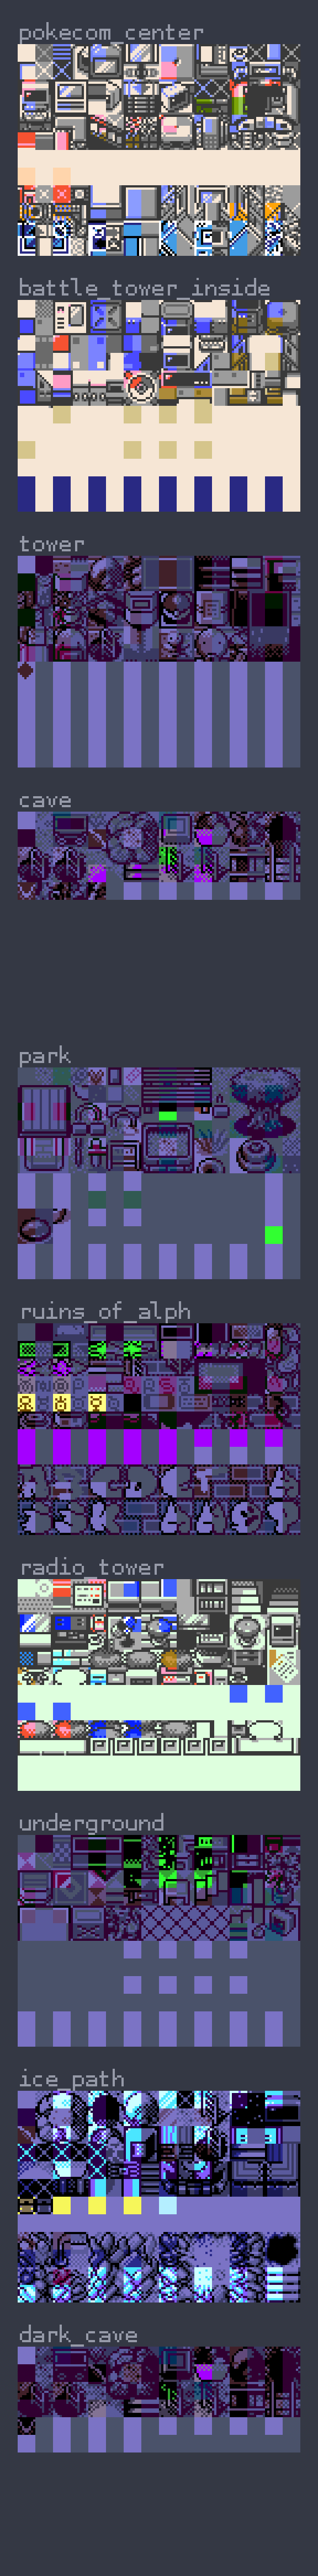 pokecom_center
battle_tower_inside
tower
cave
park
ruins_of_alph
radio_tower
underground
ice_path
dark_cave